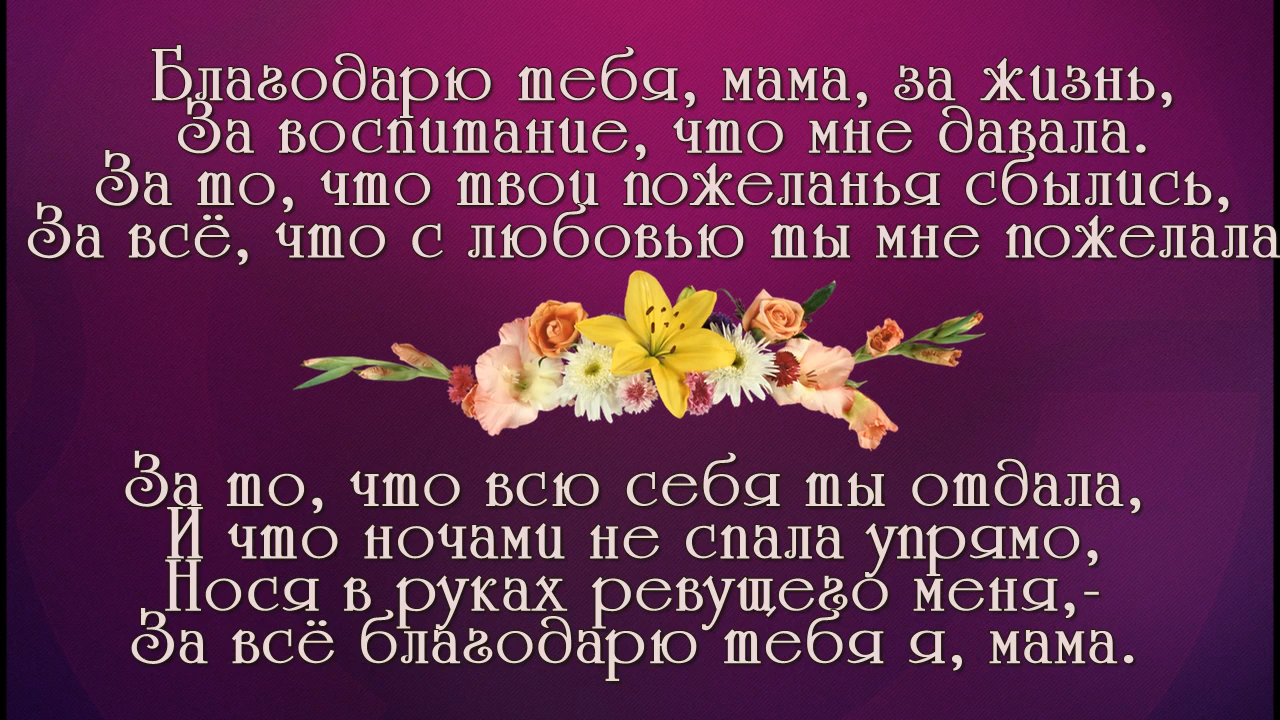 Благодарю тебя, мама, за жизнь,
За воспитание, что мне давала.
За то, что твои пожеланья сбылись,
За всё, что с любовью ты мне пожелала
За то, что всю себя ты отдала,
И что ночами не спала упрямо,
Нося в руках ревущего меня,-
За всё благодарю тебя я, мама.